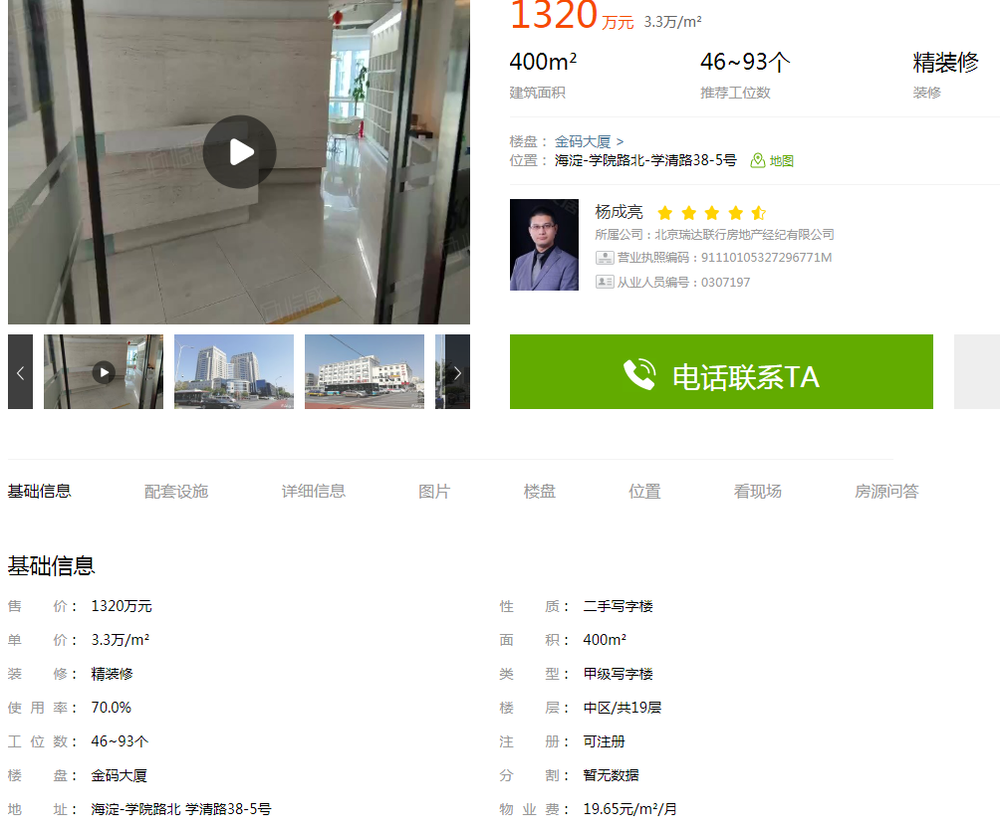 1320 万元 3.3万/m²
400m² 46~93个 精装修
建筑面积 推荐工位数 装修
楼盘： 金码大厦 >
位置： 海淀-学院路北-学清路38-5号 地图
杨成亮
所属公司：北京瑞达联行房地产经纪有限公司
营业执照编码：91110105327296771M
从业人员编号：0307197
电话联系TA
基础信息 配套设施 详细信息 图片 楼盘 位置 看现场 房源问答
基础信息
售价： 1320万元 性质： 二手写字楼
单价： 3.3万/m² 面积： 400m²
装修： 精装修 类型： 甲级写字楼
使用率： 70.0% 楼层： 中区/共19层
工位数： 46~93个 注册： 可注册
楼盘： 金码大厦 分割： 暂无数据
地址： 海淀-学院路北 学清路38-5号 物业费： 19.65元/m²/月